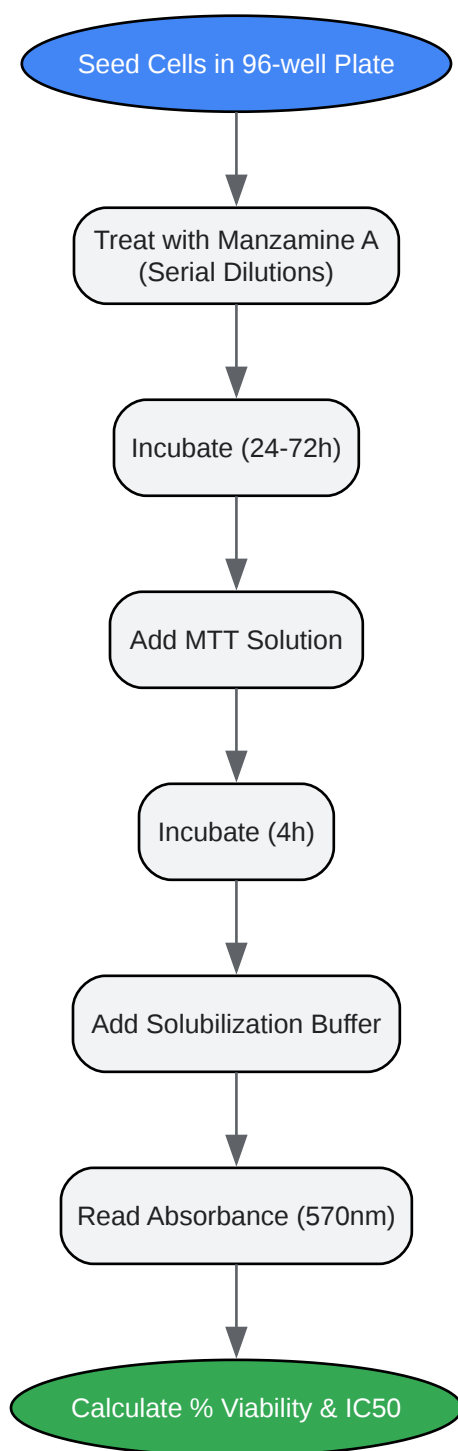 Seed Cells in 96-well Plate
Treat with Manzamine A
(Serial Dilutions)
Incubate (24-72h)
Add MTT Solution
Incubate (4h)
Add Solubilization Buffer
Read Absorbance (570nm)
Calculate % Viability & IC50